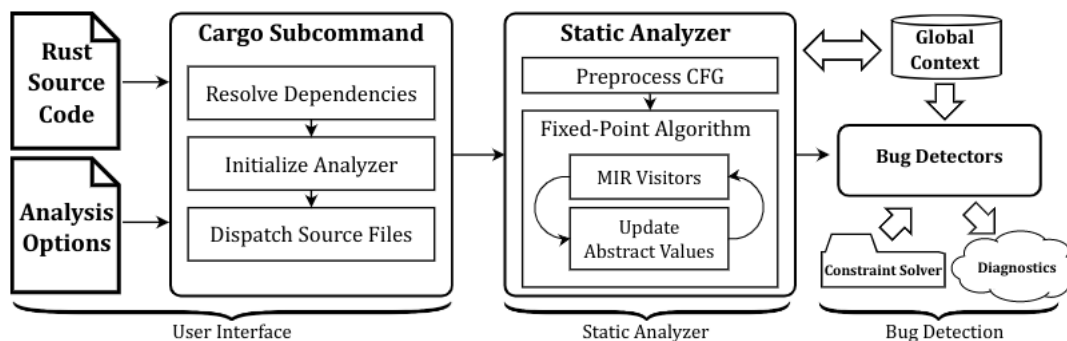 Rust
Source
Code
Analysis
Options
Cargo Subcommand
Resolve Dependencies
Initialize Analyzer
Dispatch Source Files
User Interface
Static Analyzer
Preprocess CFG
Fixed-Point Algorithm
MIR Visitors
Update
Abstract Values
Static Analyzer
Global
Context
Bug Detectors
Constraint Solver
Diagnostics
Bug Detection